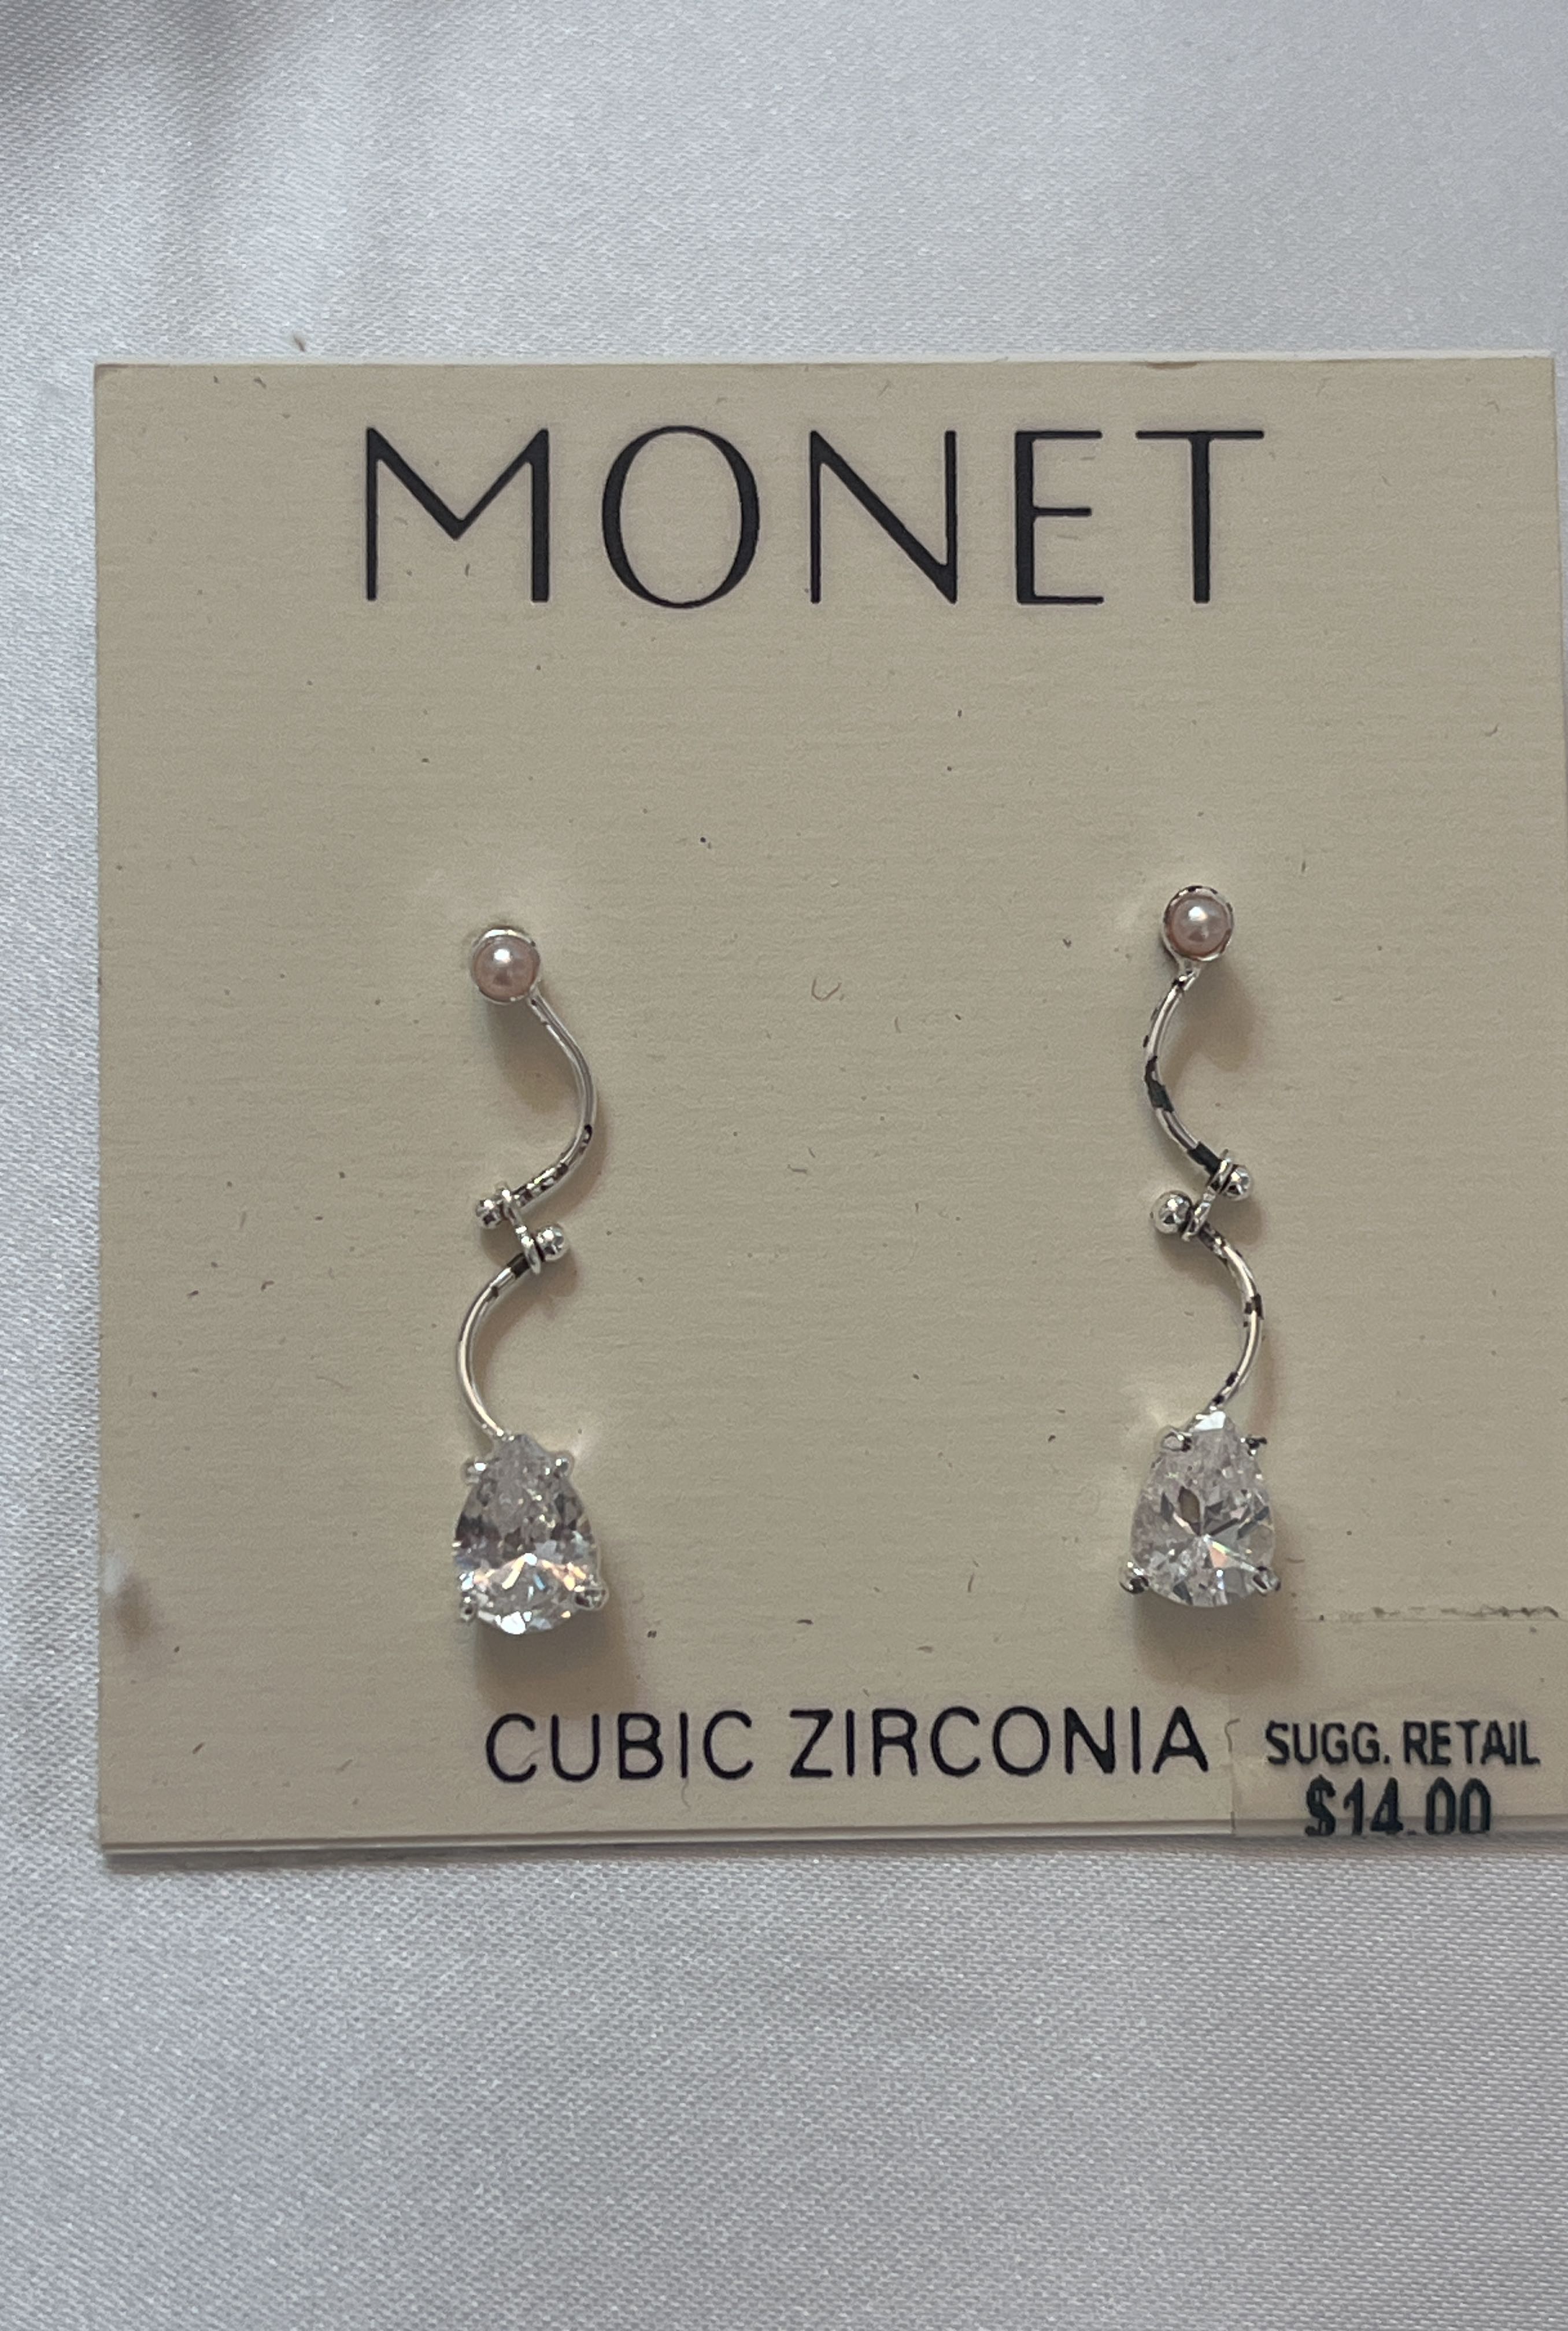 MONET
CUBIC ZIRCONIA
SUGG. RETAIL
$14.00